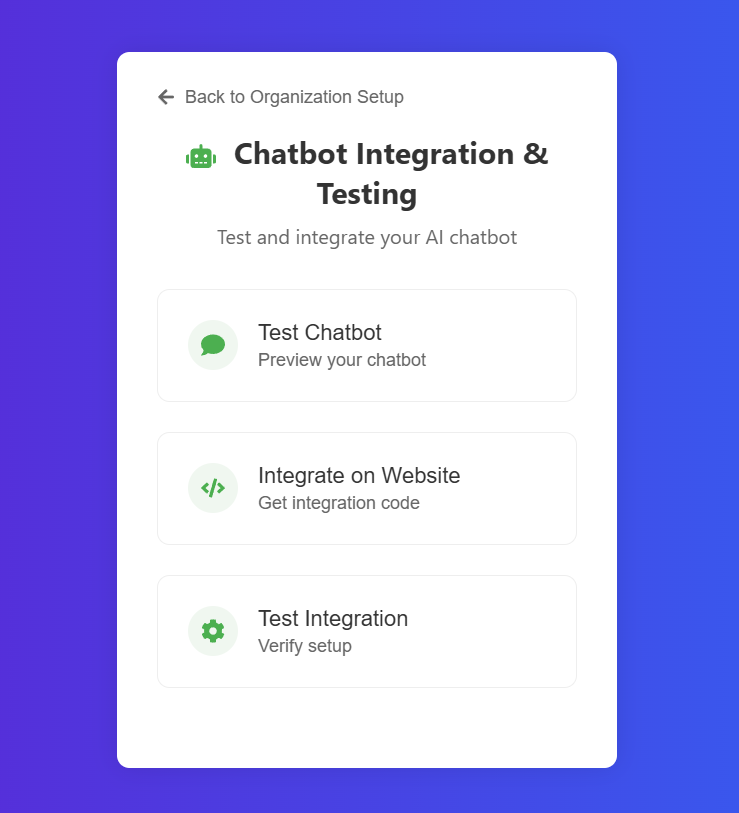 Back to Organization Setup
Chatbot Integration &
Testing
Test and integrate your AI chatbot
Test Chatbot
Preview your chatbot
Integrate on Website
Get integration code
Test Integration
Verify setup